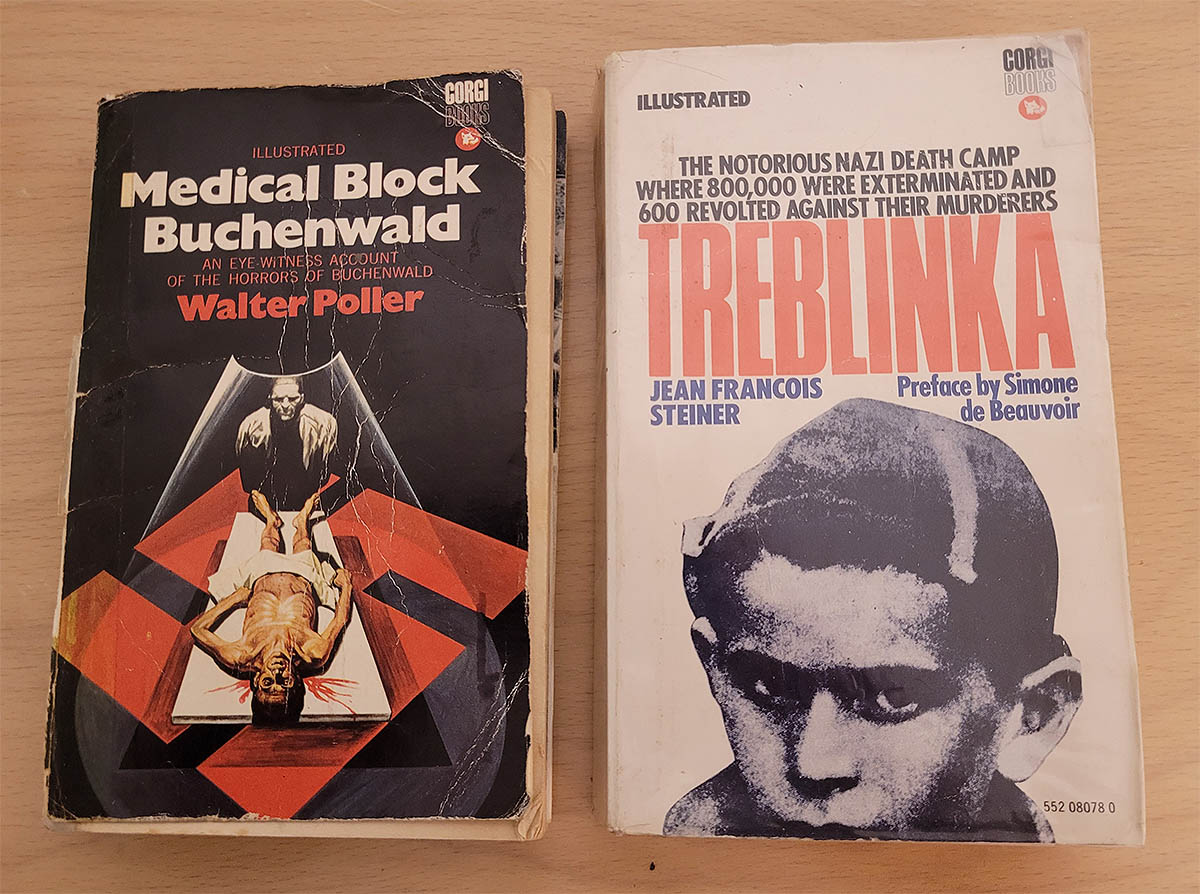 CORGI
BOOKS
ILLUSTRATED
Medical Block
Buchenwald
AN EYE-WITNESS ACCOUNT
OF THE HORRORS OF BUCHENWALD
Walter Poller
CORGI
BOOKS
ILLUSTRATED
THE NOTORIOUS NAZI DEATH CAMP
WHERE 800,000 WERE EXTERMINATED AND
600 REVOLTED AGAINST THEIR MURDERERS
TREBLINKA
JEAN FRANCOIS
STEINER
Preface by Simone
de Beauvoir
552 08078 0